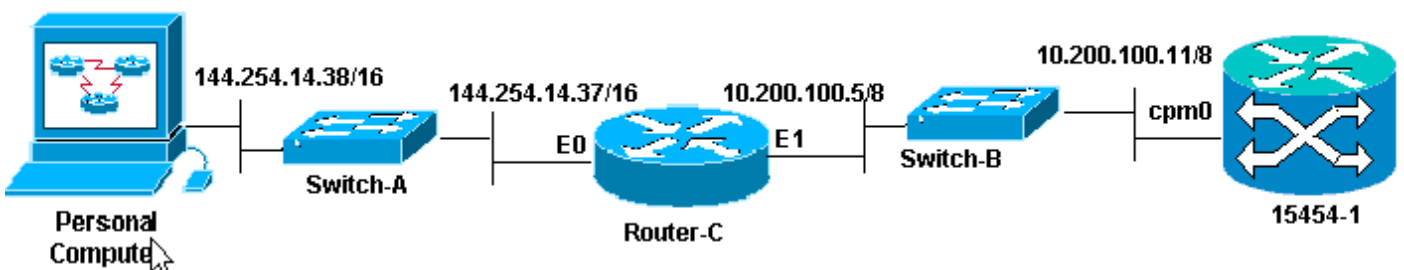 10.200.100.11/8
144.254.14.38/16
144.254.14.37/16
10.200.100.5/8
cpm0
E0
E1
Switch-A
Switch-B
Personal
Compute
Router-C
15454-1